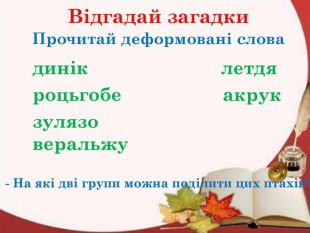 Відгадай загадки
Прочитай деформовані слова
динік летдя
роцьгобе акрук
зулязо
веральжу
- На які дві групи можна поділити цих птахів